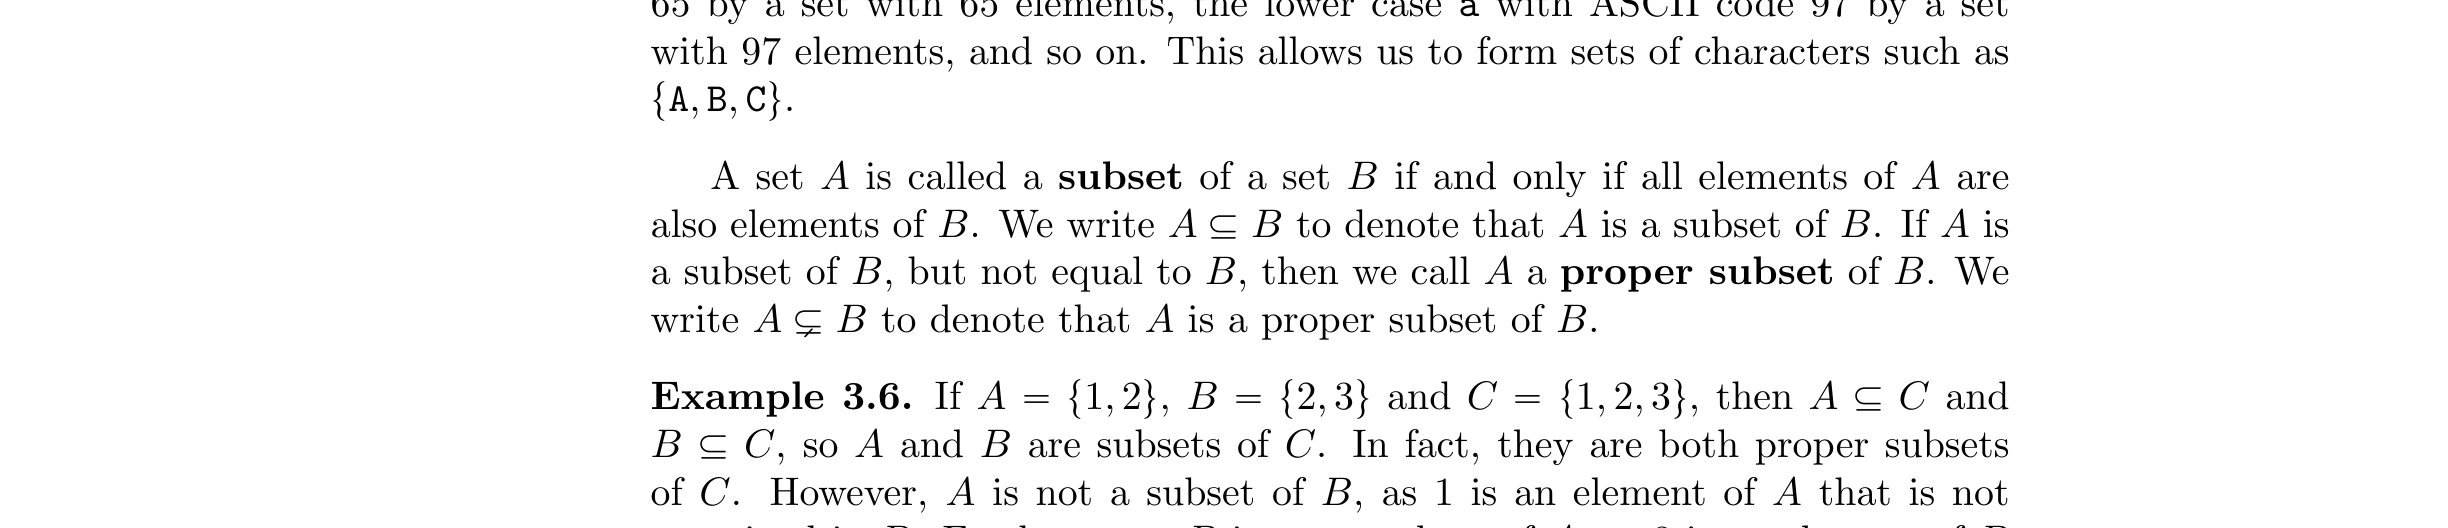 65 by a set with 65 elements, the lower case a with ASCII code 97 by a set
with 97 elements, and so on. This allows us to form sets of characters such as
{A, B, C}.
A set A is called a subset of a set B if and only if all elements of A are
also elements of B. We write A ⊆ B to denote that A is a subset of B. If A is
a subset of B, but not equal to B, then we call A a proper subset of B. We
write A ⊊ B to denote that A is a proper subset of B.
Example 3.6. If A = {1, 2}, B = {2, 3} and C = {1, 2, 3}, then A ⊆ C and
B ⊆ C, so A and B are subsets of C. In fact, they are both proper subsets
of C. However, A is not a subset of B, as 1 is an element of A that is not